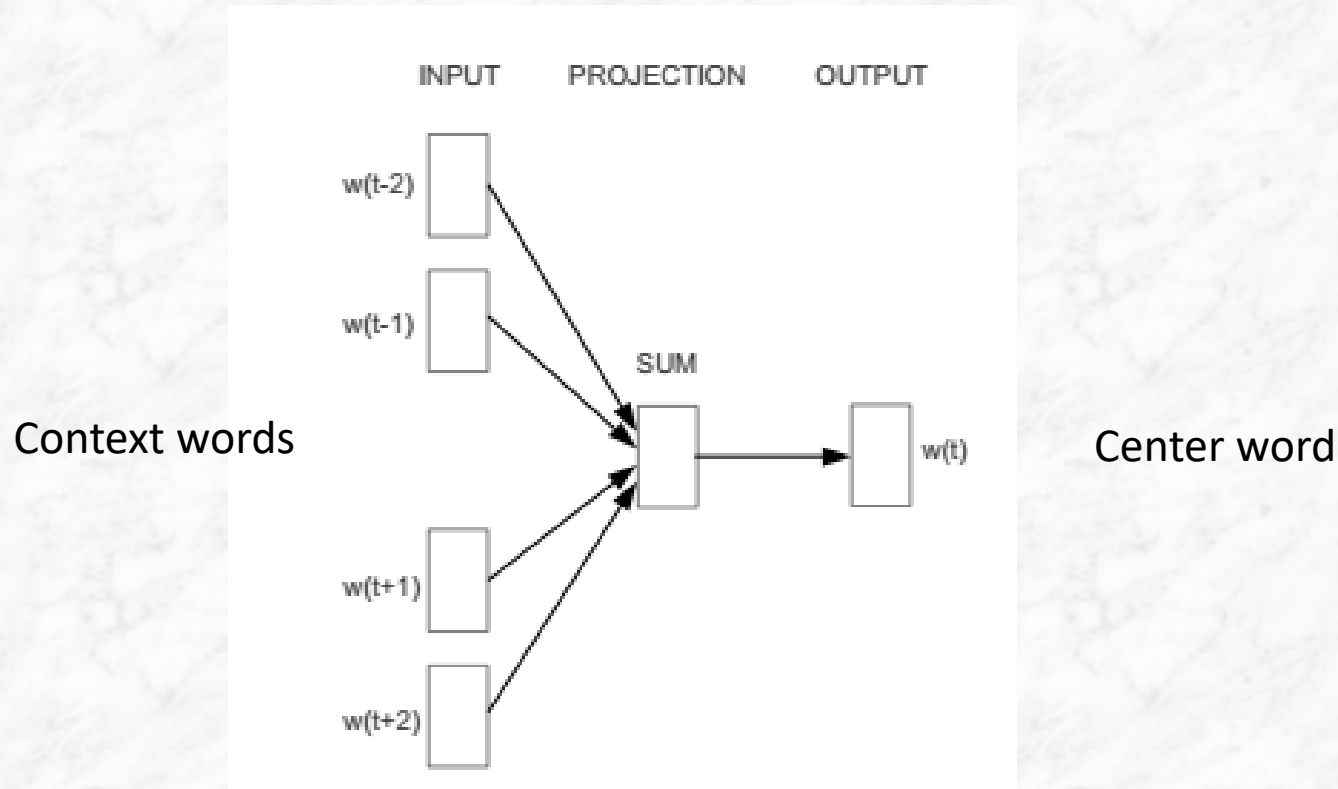 INPUT PROJECTION OUTPUT
w(t-2)
w(t-1)
SUM
Context words
w(t)
Center word
w(t+1)
w(t+2)